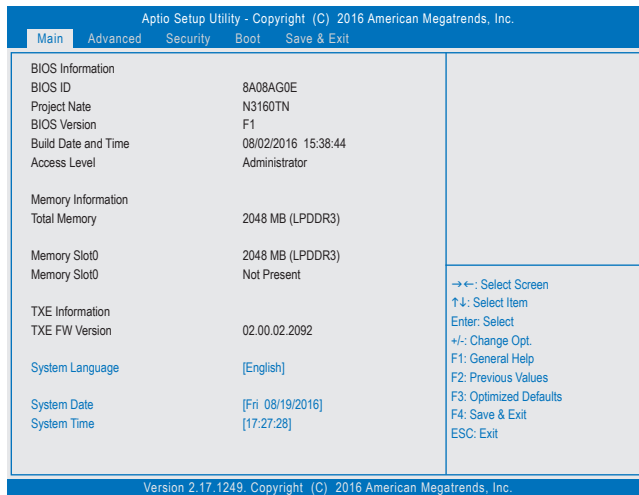 Aptio Setup Utility - Copyright (C) 2016 American Megatrends, Inc.
Main Advanced Security Boot Save & Exit
BIOS Information
BIOS ID 8A08AG0E
Project Nate N3160TN
BIOS Version F1
Build Date and Time 08/02/2016 15:38:44
Access Level Administrator
Memory Information
Total Memory 2048 MB (LPDDR3)
Memory Slot0 2048 MB (LPDDR3)
Memory Slot0 Not Present
TXE Information
TXE FW Version 02.00.02.2092
System Language [English]
System Date [Fri 08/19/2016]
System Time [17:27:28]
→←: Select Screen
↑↓: Select Item
Enter: Select
+/-: Change Opt.
F1: General Help
F2: Previous Values
F3: Optimized Defaults
F4: Save & Exit
ESC: Exit
Version 2.17.1249. Copyright (C) 2016 American Megatrends, Inc.